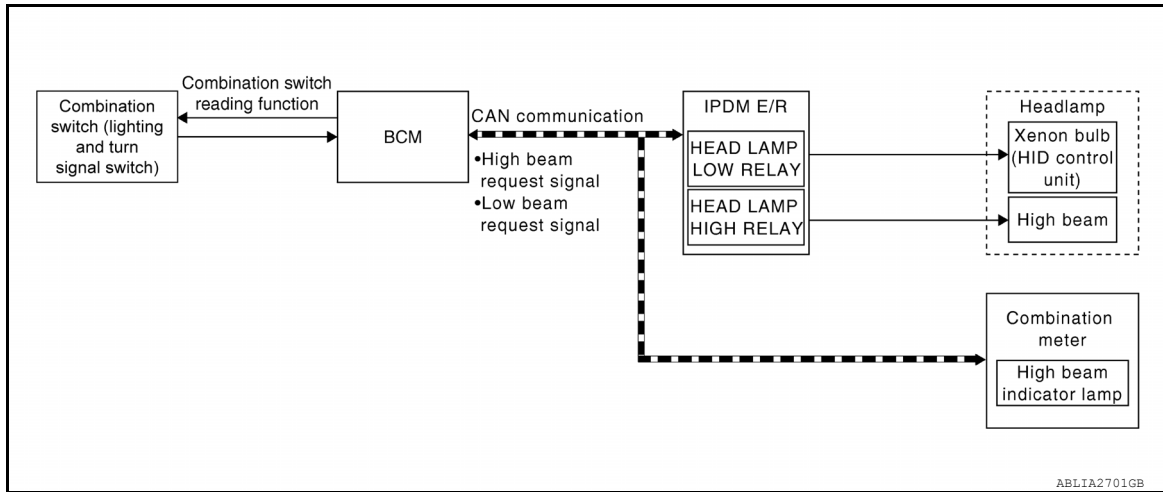 Combination switch
reading function
Combination
switch (lighting
and turn
signal switch)
BCM
CAN communication
•High beam
request signal
•Low beam
request signal
IPDM E/R
HEAD LAMP
LOW RELAY
HEAD LAMP
HIGH RELAY
Headlamp
Xenon bulb
(HID control
unit)
High beam
Combination
meter
High beam
indicator lamp
ABLIA2701GB